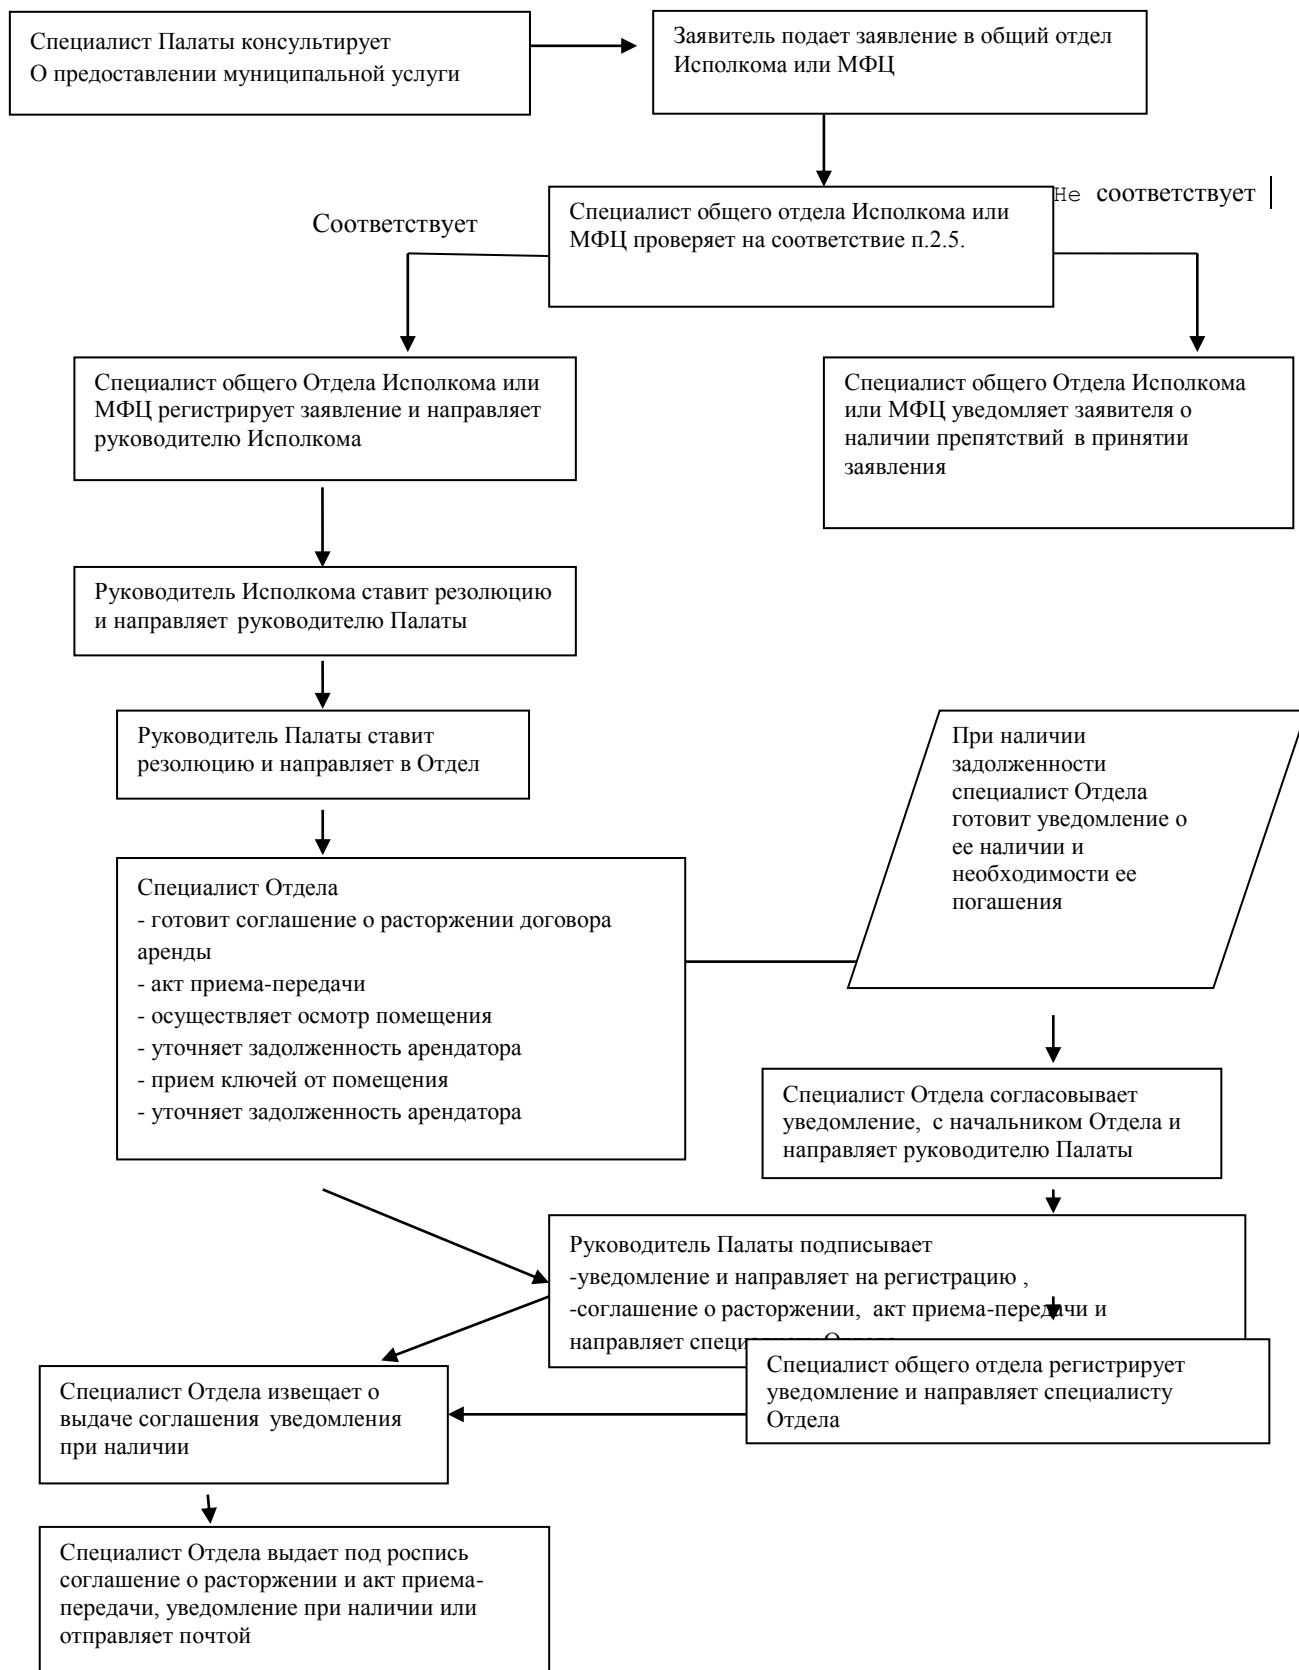 Специалист Палаты консультирует
О предоставлении муниципальной услуги
Заявитель подает заявление в общий отдел
Исполкома или МФЦ
Не соответствует
Соответствует
Специалист общего отдела Исполкома или
МФЦ проверяет на соответствие п.2.5.
Специалист общего Отдела Исполкома или
МФЦ регистрирует заявление и направляет
руководителю Исполкома
Специалист общего Отдела Исполкома
или МФЦ уведомляет заявителя о
наличии препятствий в принятии
заявления
Руководитель Исполкома ставит резолюцию
и направляет руководителю Палаты
Руководитель Палаты ставит
резолюцию и направляет в Отдел
При наличии
задолженности
специалист Отдела
готовит уведомление о
ее наличии и
необходимости ее
погашения
Специалист Отдела
- готовит соглашение о расторжении договора
аренды
- акт приема-передачи
- осуществляет осмотр помещения
- уточняет задолженность арендатора
- прием ключей от помещения
- уточняет задолженность арендатора
Специалист Отдела согласовывает
уведомление, с начальником Отдела и
направляет руководителю Палаты
Руководитель Палаты подписывает
-уведомление и направляет на регистрацию ,
-соглашение о расторжении, акт приема-передачи и
направляет
Специалист общего отдела регистрирует
уведомление и направляет специалисту
Отдела
Специалист Отдела извещает о
выдаче соглашения уведомления
при наличии
Специалист Отдела выдает под роспись
соглашение о расторжении и акт приема-
передачи, уведомление при наличии или
отправляет почтой